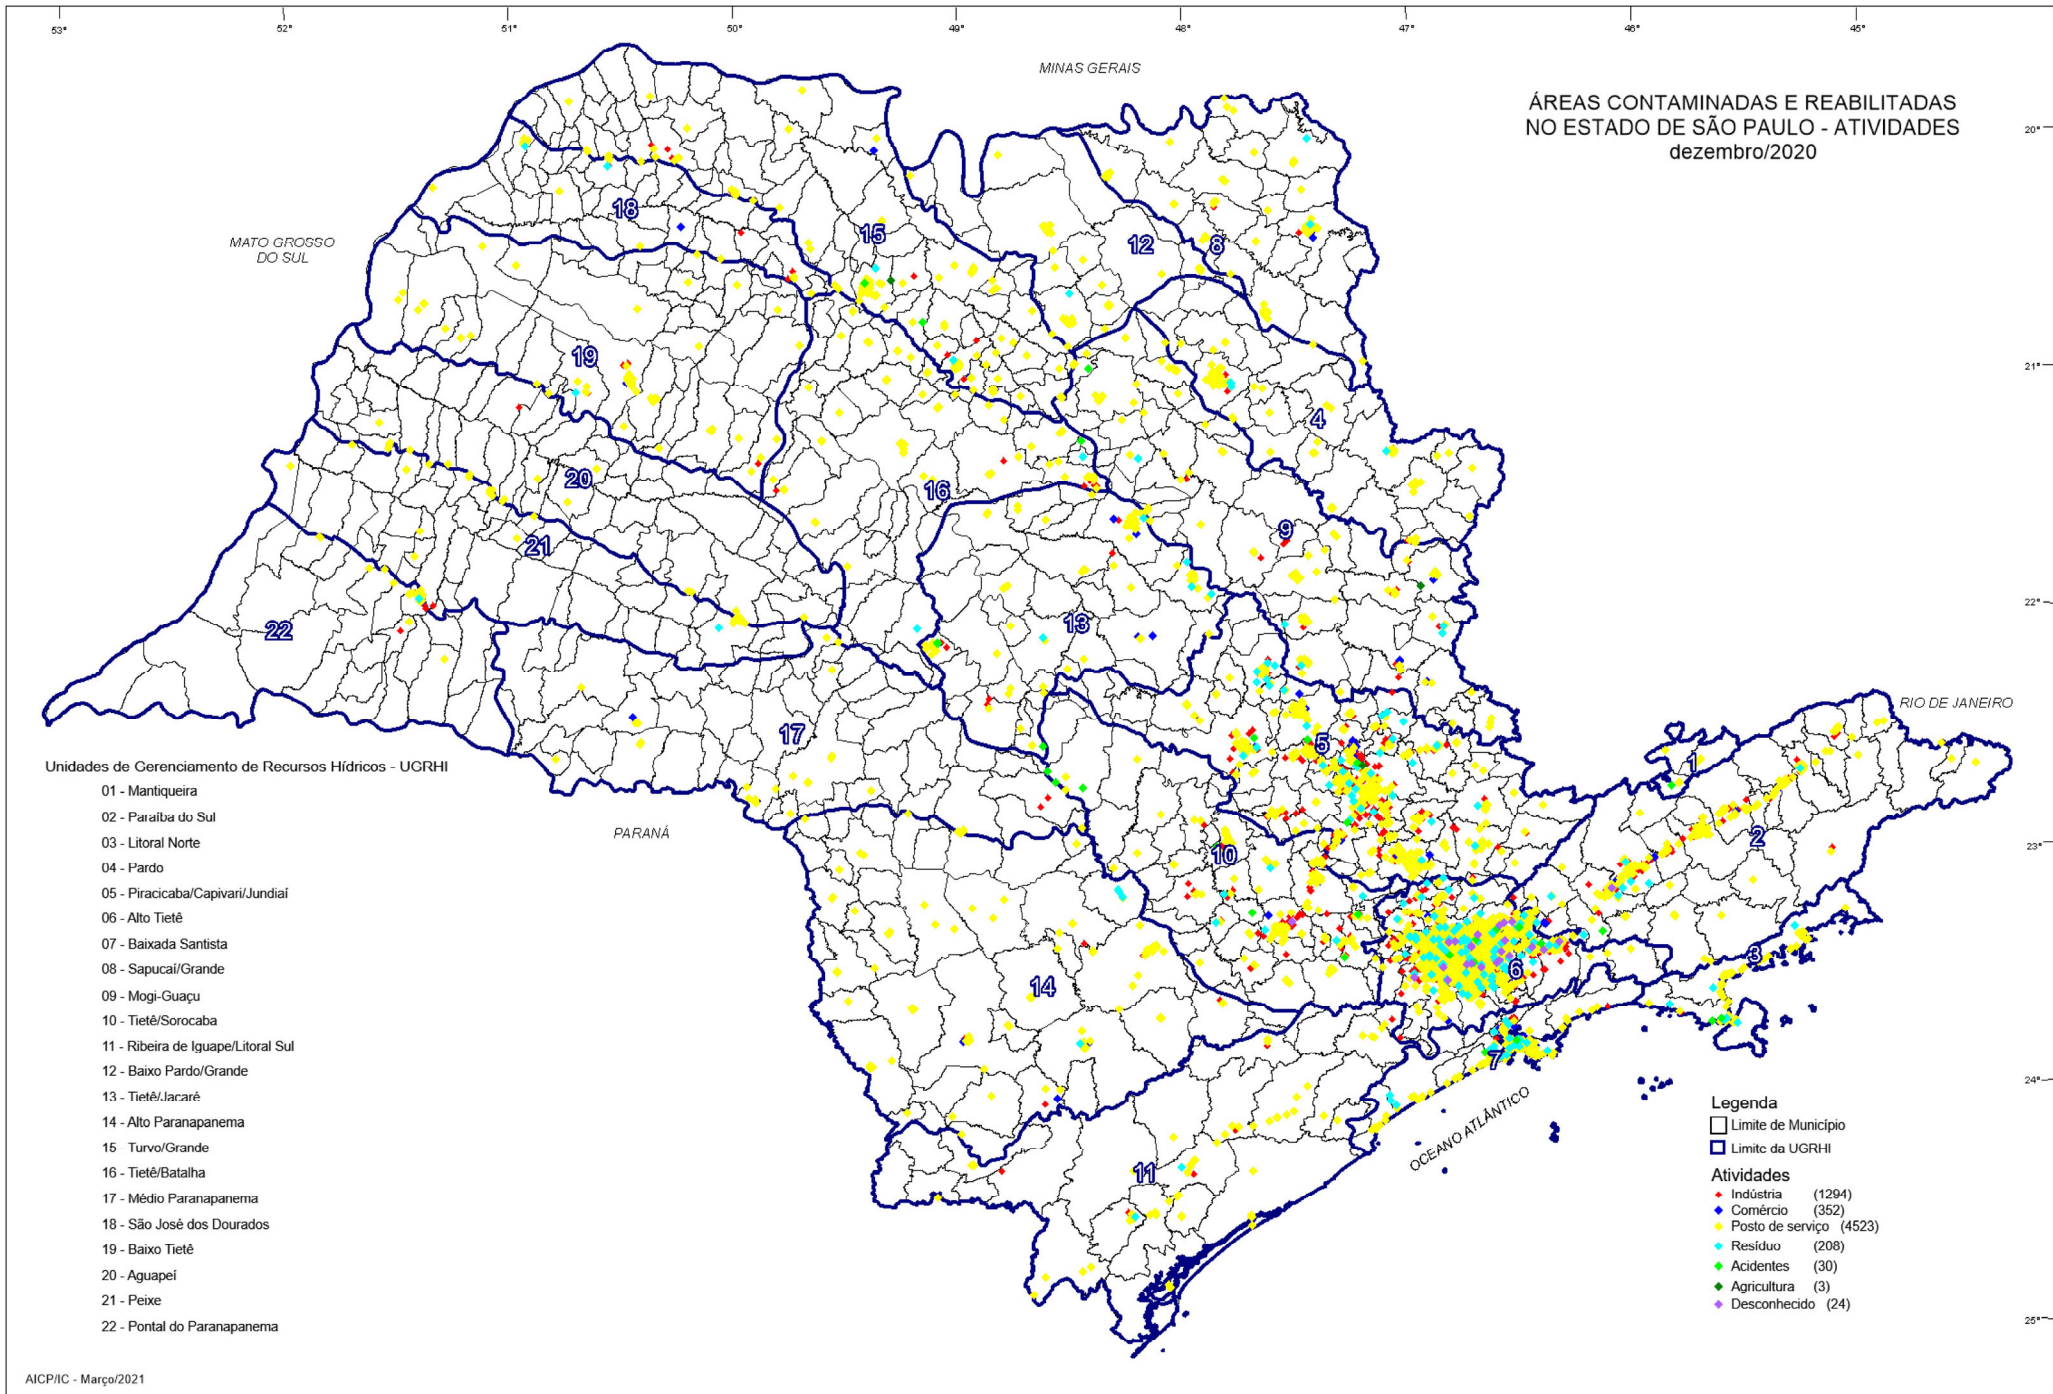 53°
52°
51°
50°
49°
48°
47°
46°
45°
MINAS GERAIS
ÁREAS CONTAMINADAS E REABILITADAS
NO ESTADO DE SÃO PAULO - ATIVIDADES
dezembro/2020
20°
18
15
12
8
MATO GROSSO
DO SUL
21°
19
4
20
16
9
21
22°
22
13
17
5
1
RIO DE JANEIRO
PARANÁ
10
2
23°
14
6
3
7
24°
11
OCEANO ATLÂNTICO
25°
Unidades de Gerenciamento de Recursos Hídricos - UGRHI
01 - Mantiqueira
02 - Paraíba do Sul
03 - Litoral Norte
04 - Pardo
05 - Piracicaba/Capivari/Jundiaí
06 - Alto Tietê
07 - Baixada Santista
08 - Sapucaí/Grande
09 - Mogi-Guaçu
10 - Tietê/Sorocaba
11 - Ribeira de Iguape/Litoral Sul
12 - Baixo Pardo/Grande
13 - Tietê/Jacaré
14 - Alto Paranapanema
15 - Turvo/Grande
16 - Tietê/Batalha
17 - Médio Paranapanema
18 - São José dos Dourados
19 - Baixo Tietê
20 - Aguapeí
21 - Peixe
22 - Pontal do Paranapanema
Legenda
Limite de Município
Limite da UGRHI
Atividades
Indústria (1294)
Comércio (352)
Posto de serviço (4523)
Resíduo (208)
Acidentes (30)
Agricultura (3)
Desconhecido (24)
AICP/IC - Março/2021